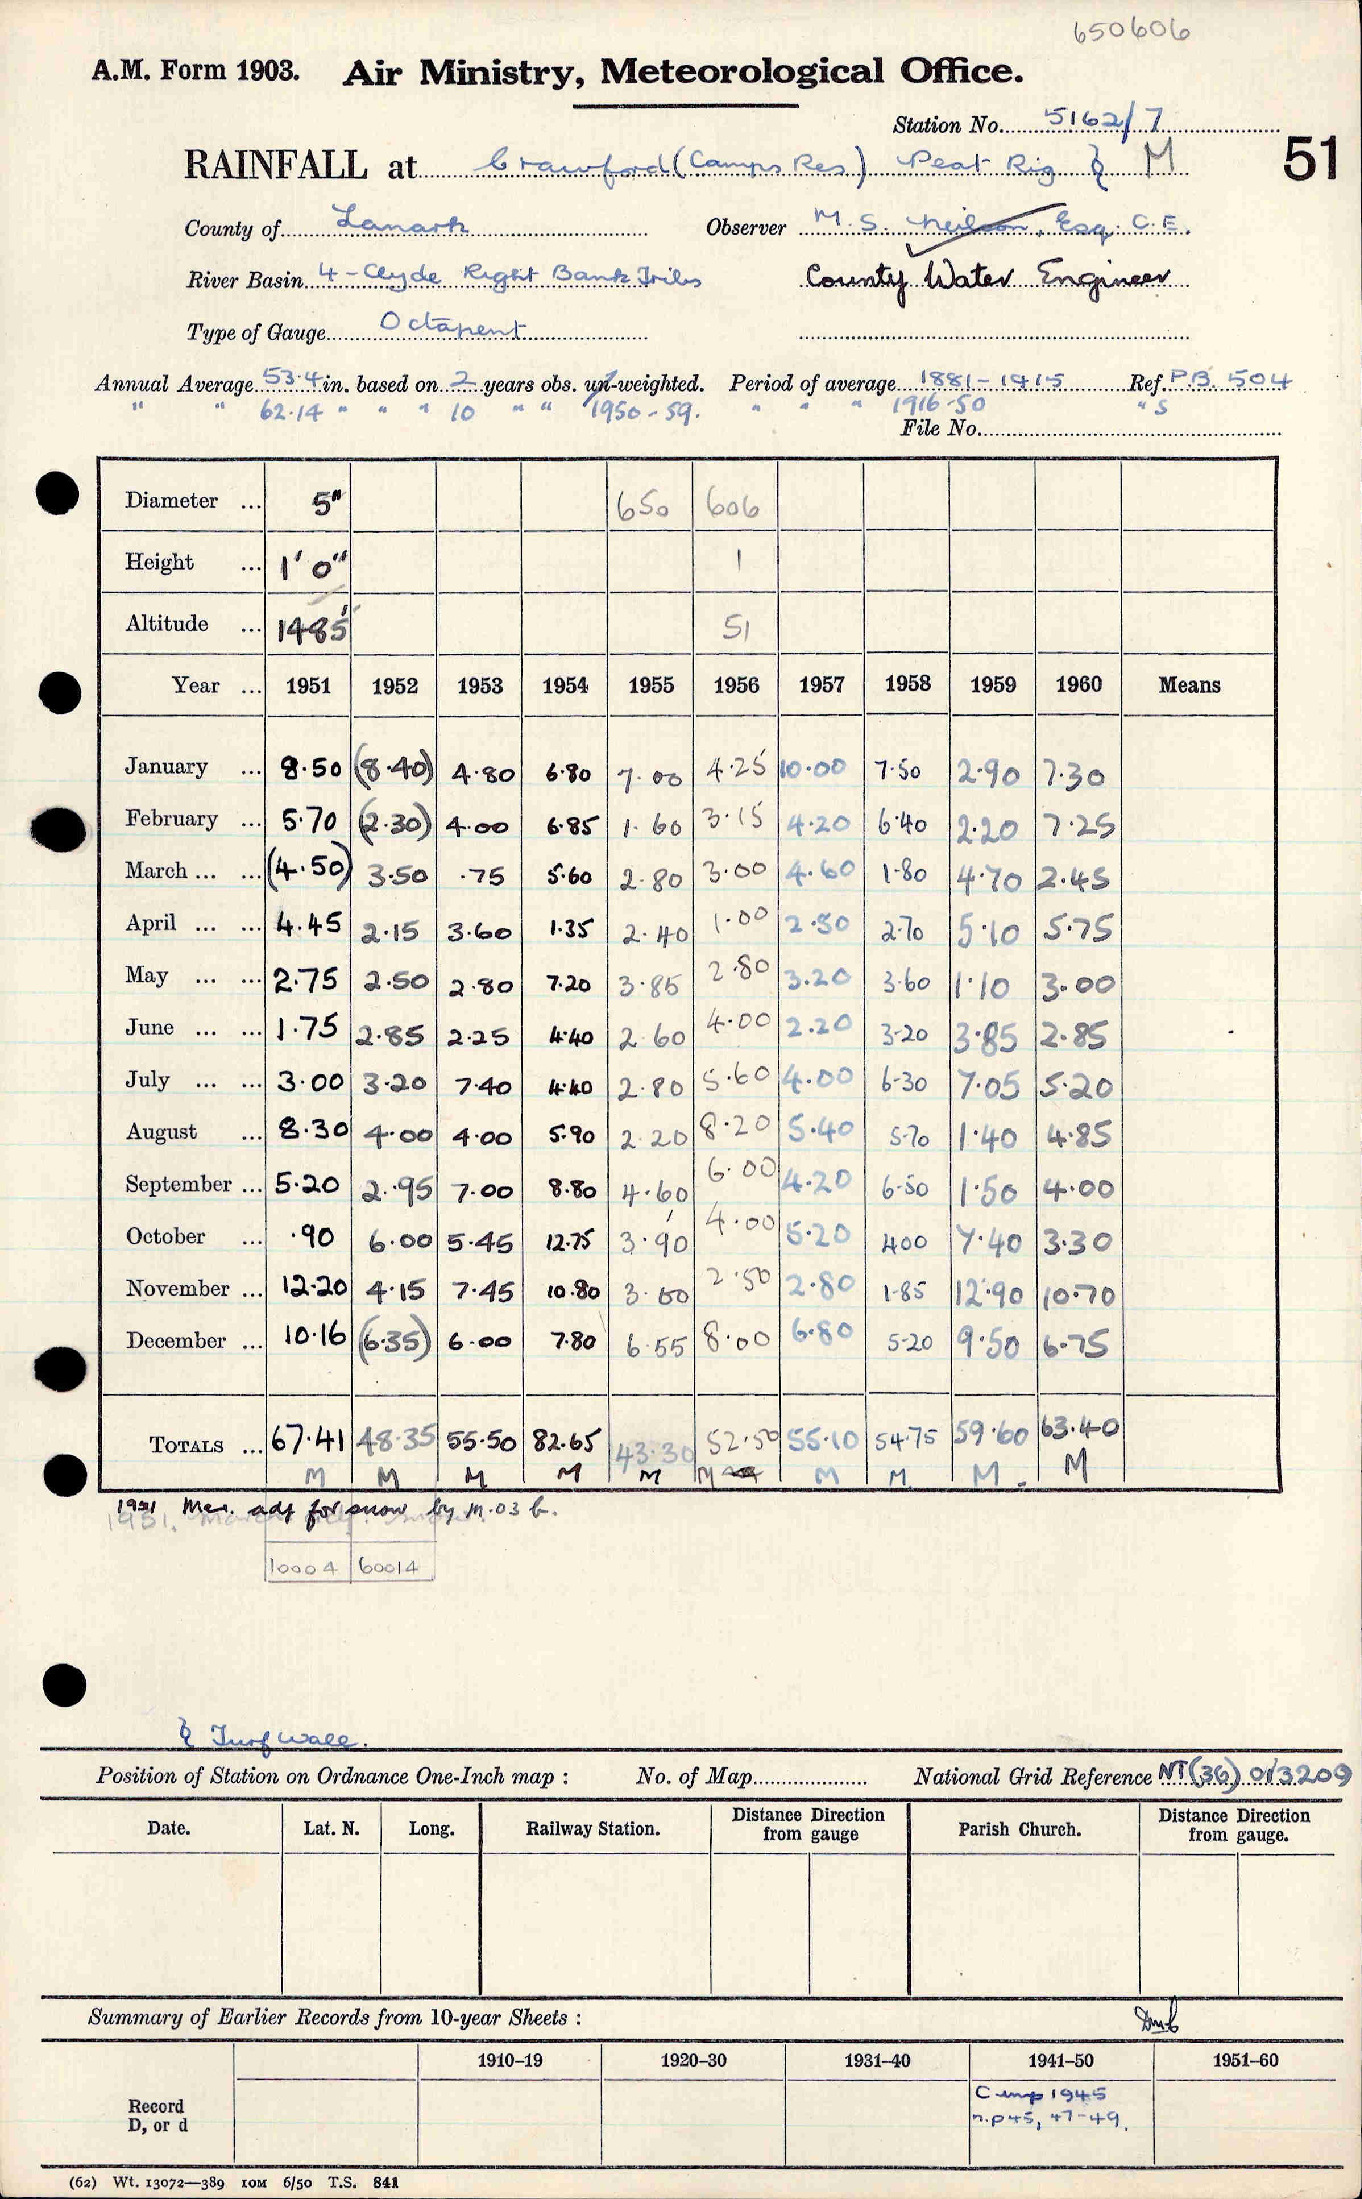 650606
A.M. Form 1903. Air Ministry, Meteorological Office.
Station No. 5162/7
RAINFALL at Crawford (Camps Res) Peat Rig } M 51
County of Lanark Observer M. S. Neilson, Esq. C.E.
River Basin 4 - Clyde Right Bank Tribs County Water Engineer
Type of Gauge Octapent
Annual Average 53.4 in. based on 2 years obs. un-weighted. Period of average 1881-1915 Ref. P.B. 504
" " 62.14 " " " 10 " " 1950-59. " " " 1916-50 " S
File No.
Diameter ... 5" 650 606
Height ... 1' 0" 1
Altitude ... 1485' 51
Year ... 1951 1952 1953 1954 1955 1956 1957 1958 1959 1960 Means
January ... 8.50 (8.40) 4.80 6.80 7.00 4.25 10.00 7.50 2.90 7.30
February ... 5.70 (2.30) 4.00 6.85 1.60 3.15 4.20 6.40 2.20 7.25
March ... ... (4.50) 3.50 .75 5.60 2.80 3.00 4.60 1.80 4.70 2.45
April ... ... 4.45 2.15 3.60 1.35 2.40 1.00 2.50 2.70 5.10 5.75
May ... ... 2.75 2.50 2.80 7.20 3.85 2.80 3.20 3.60 1.10 3.00
June ... ... 1.75 2.85 2.25 4.40 2.60 4.00 2.20 3.20 3.85 2.85
July ... ... 3.00 3.20 7.40 4.40 2.80 5.60 4.00 6.30 7.05 5.20
August ... 8.30 4.00 4.00 5.90 2.20 8.20 5.40 5.70 1.40 4.85
September ... 5.20 2.95 7.00 8.80 4.60 6.00 4.20 6.50 1.50 4.00
October ... .90 6.00 5.45 12.75 3.90 4.00 5.20 4.00 7.40 3.30
November ... 12.20 4.15 7.45 10.80 3.00 2.50 2.80 1.85 12.90 10.70
December ... 10.16 (6.35) 6.00 7.80 6.55 8.00 6.80 5.20 9.50 6.75
TOTALS ... 67.41 48.35 55.50 82.65 43.30 52.50 55.10 54.75 59.60 63.40
M M M M M M M M M M
1951 Mar. adj for snow by M.O3 b.
10004 60014
} Turf wall.
Position of Station on Ordnance One-Inch map : No. of Map National Grid Reference NT (36) 013209
Date. Lat. N. Long. Railway Station. Distance Direction from gauge Parish Church. Distance Direction from gauge.
Summary of Earlier Records from 10-year Sheets :
1910–19 1920–30 1931–40 1941–50 1951–60
Record
D, or d
Comp 1945
n.p 45, 47-49.
(62) Wt. 13072—389 10M 6/50 T.S. 841